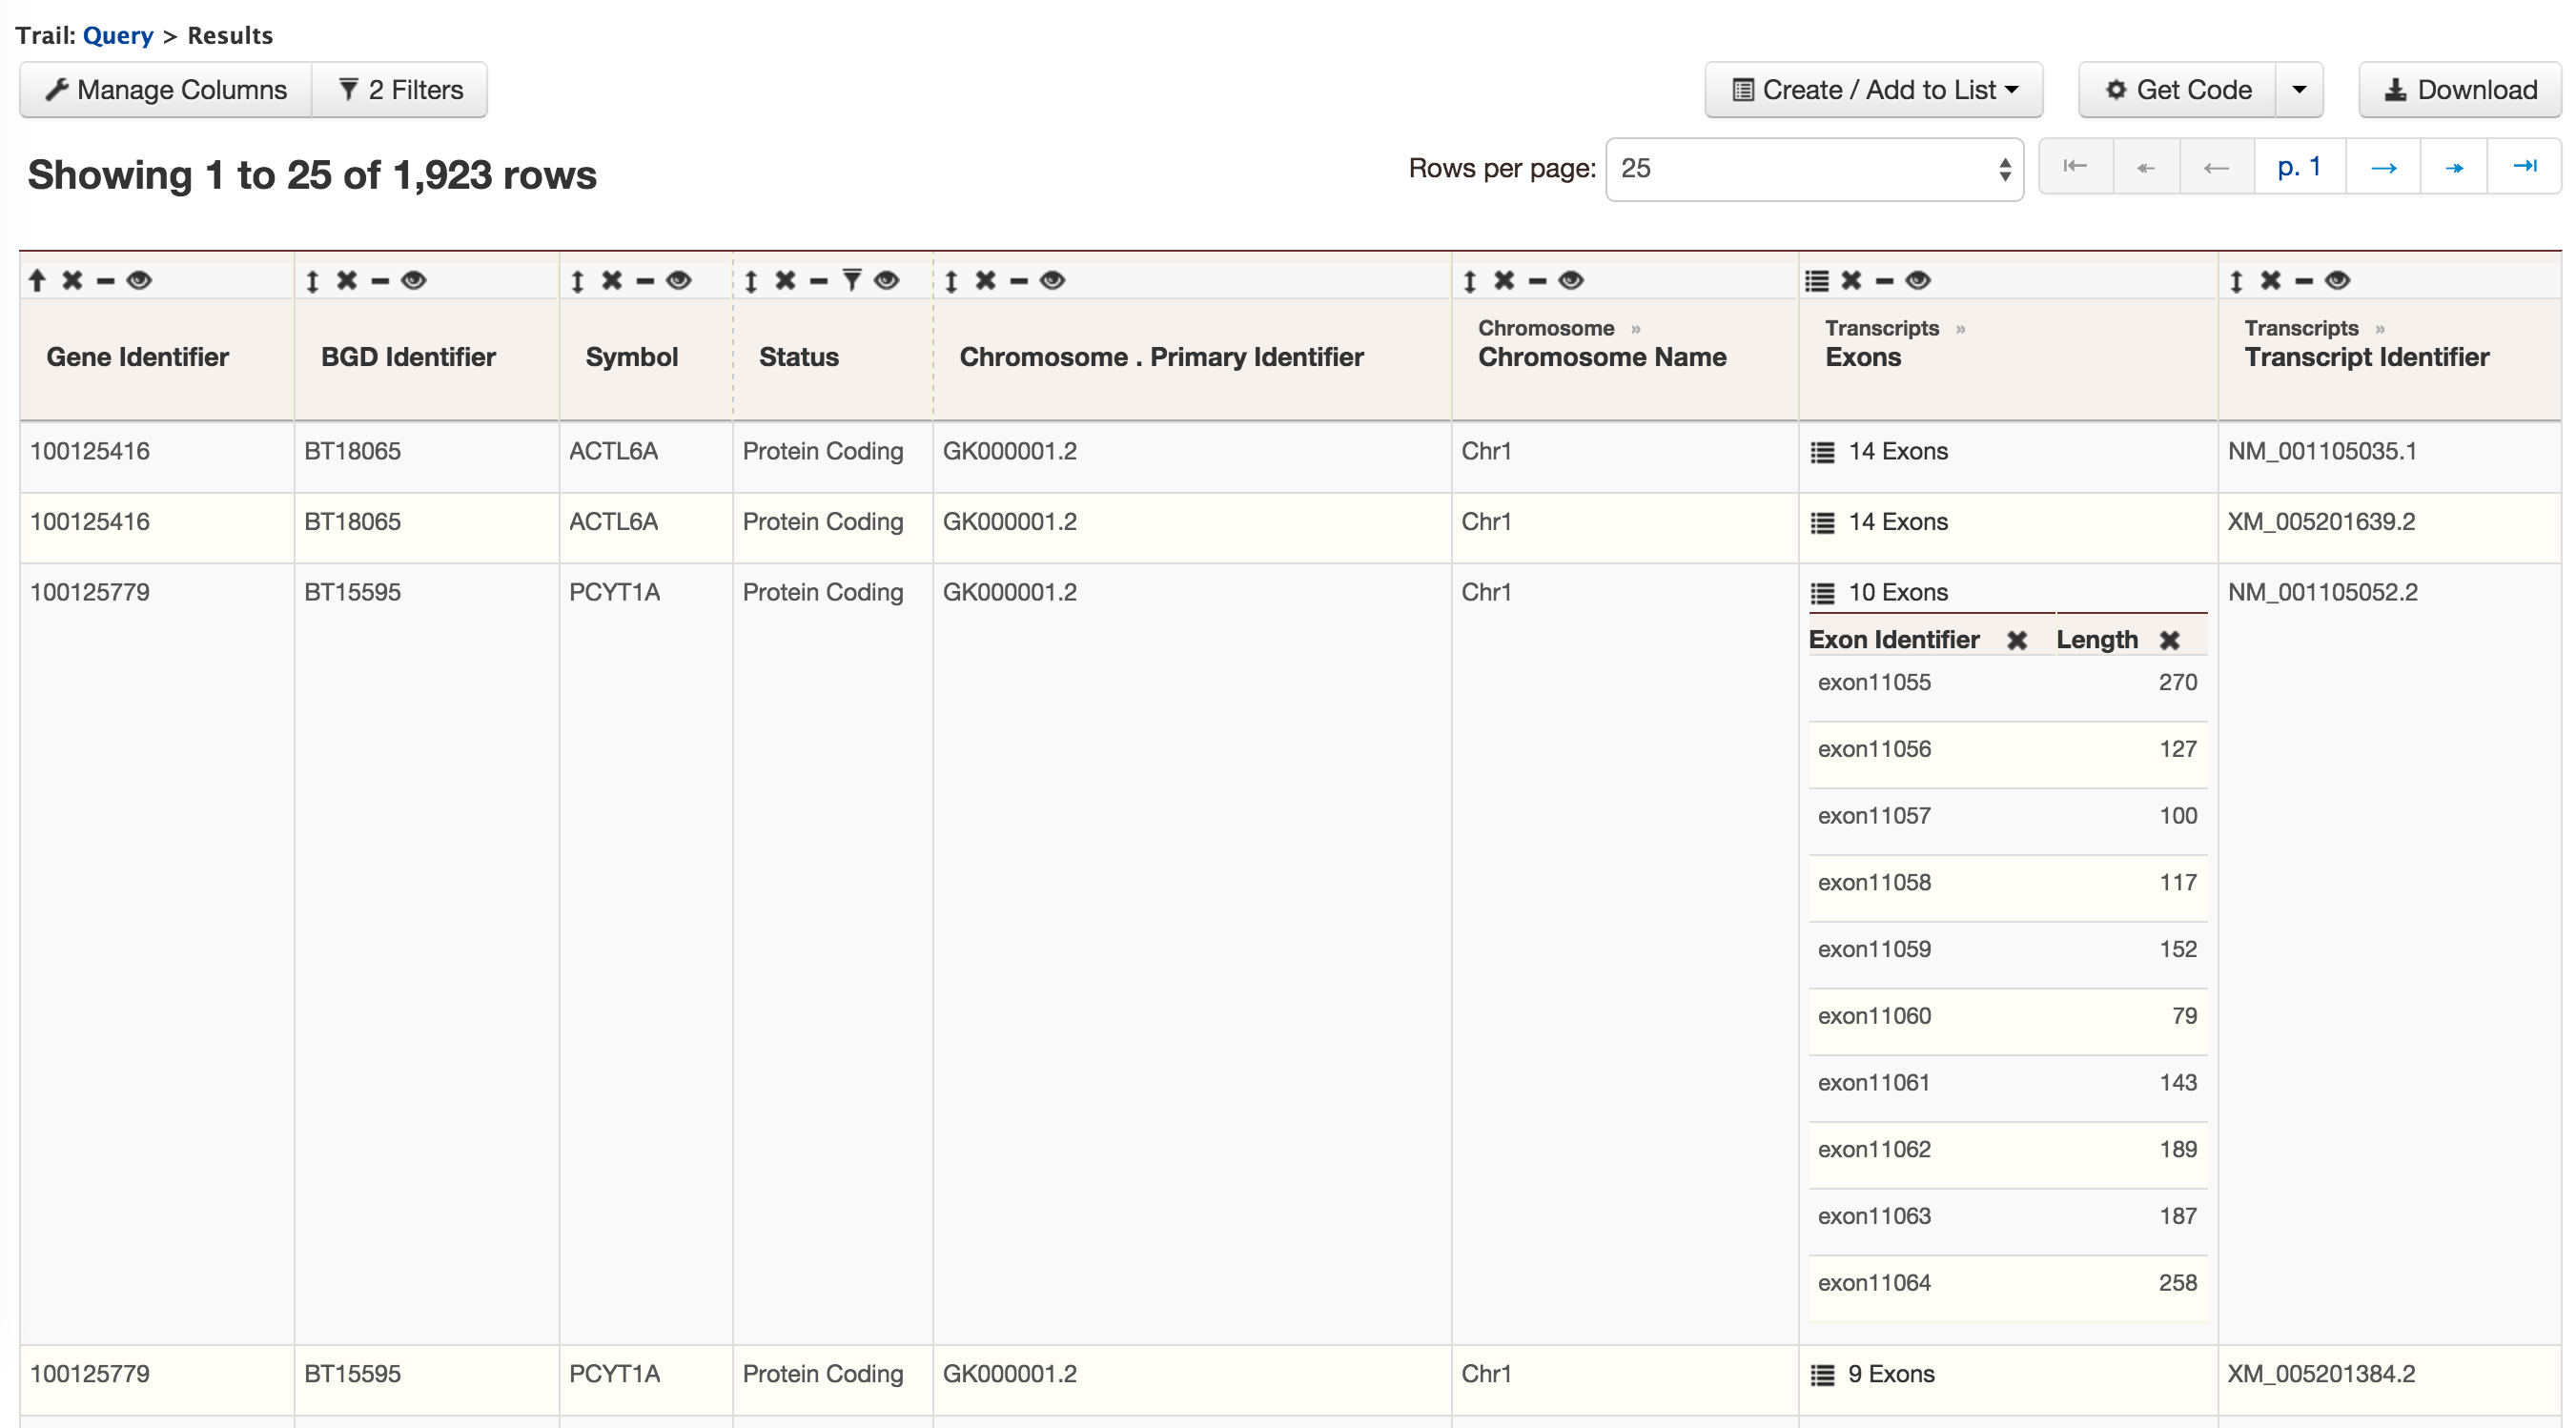 Trail: Query > Results
Manage Columns 2 Filters Create / Add to List Get Code Download
Showing 1 to 25 of 1,923 rows Rows per page: 25 p. 1
Gene Identifier BGD Identifier Symbol Status Chromosome . Primary Identifier Chromosome » Chromosome Name Transcripts » Exons Transcripts » Transcript Identifier
100125416 BT18065 ACTL6A Protein Coding GK000001.2 Chr1 14 Exons NM_001105035.1
100125416 BT18065 ACTL6A Protein Coding GK000001.2 Chr1 14 Exons XM_005201639.2
100125779 BT15595 PCYT1A Protein Coding GK000001.2 Chr1 10 Exons NM_001105052.2
Exon Identifier Length
exon11055 270
exon11056 127
exon11057 100
exon11058 117
exon11059 152
exon11060 79
exon11061 143
exon11062 189
exon11063 187
exon11064 258
100125779 BT15595 PCYT1A Protein Coding GK000001.2 Chr1 9 Exons XM_005201384.2